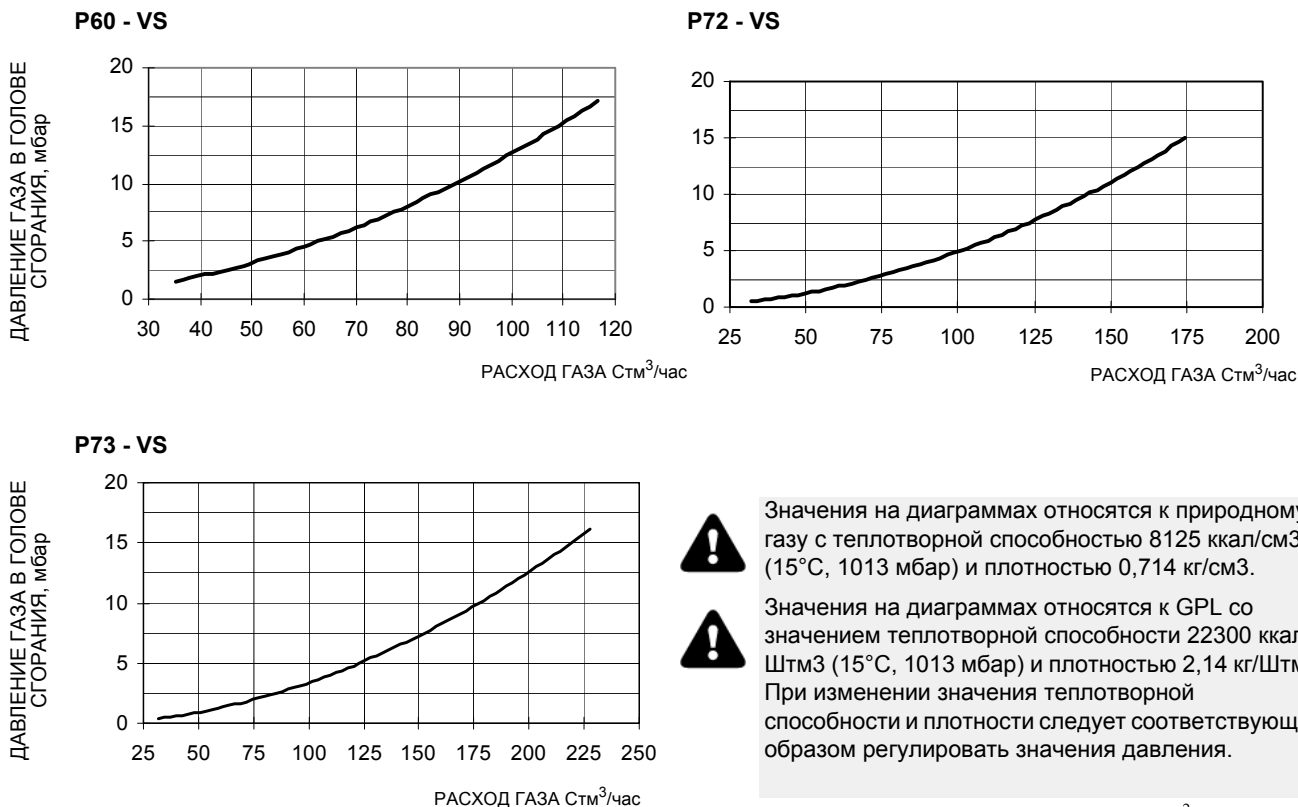 P60 - VS
ДАВЛЕНИЕ ГАЗА В ГОЛОВЕ
СГОРАНИЯ, мбар
20
15
10
5
0
30 40 50 60 70 80 90 100 110 120
РАСХОД ГАЗА Стм³/час
P72 - VS
20
15
10
5
0
25 50 75 100 125 150 175 200
РАСХОД ГАЗА Стм³/час
P73 - VS
ДАВЛЕНИЕ ГАЗА В ГОЛОВЕ
СГОРАНИЯ, мбар
20
15
10
5
0
25 50 75 100 125 150 175 200 225 250
РАСХОД ГАЗА Стм³/час
Значения на диаграммах относятся к природному
газу с теплотворной способностью 8125 ккал/см3
(15°C, 1013 мбар) и плотностью 0,714 кг/см3.
Значения на диаграммах относятся к GPL со
значением теплотворной способности 22300 ккал
Штм3 (15°C, 1013 мбар) и плотностью 2,14 кг/Штм
При изменении значения теплотворной
способности и плотности следует соответствующ
образом регулировать значения давления.